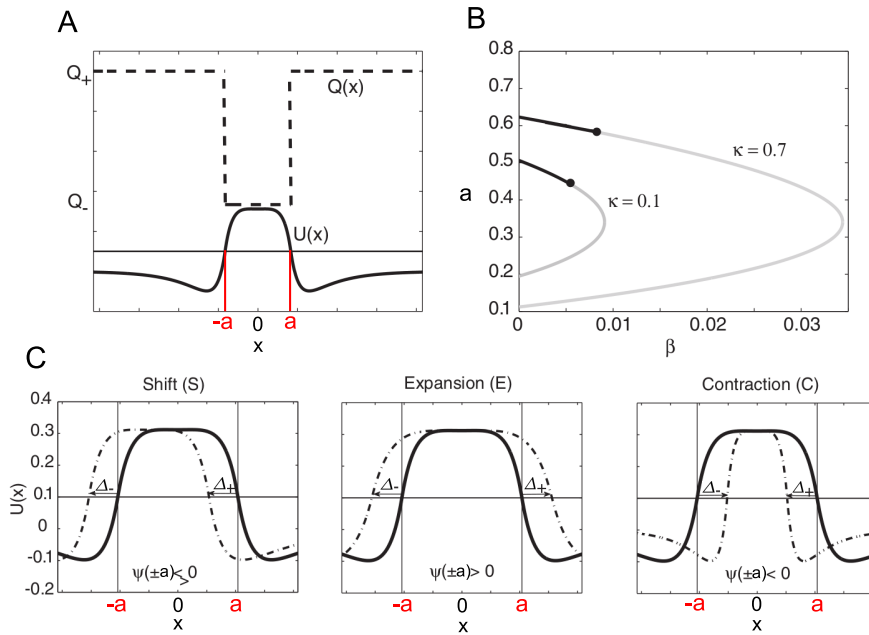 A
Q+
Q(x)
Q-
U(x)
-a 0 a
x
B
0.8
0.7
0.6
κ = 0.7
0.5
a
κ = 0.1
0.4
0.3
0.2
0.1
0 0.01 0.02 0.03
β
C
Shift (S)
Expansion (E)
Contraction (C)
0.4
0.3
0.2
Δ- Δ+
Δ- Δ+
Δ- Δ+
0.1
U(x)
0
-0.1
ψ(±a)<0
>
ψ(±a)> 0
ψ(±a)< 0
-0.2
-a 0 a
-a 0 a
-a 0 a
x
x
x